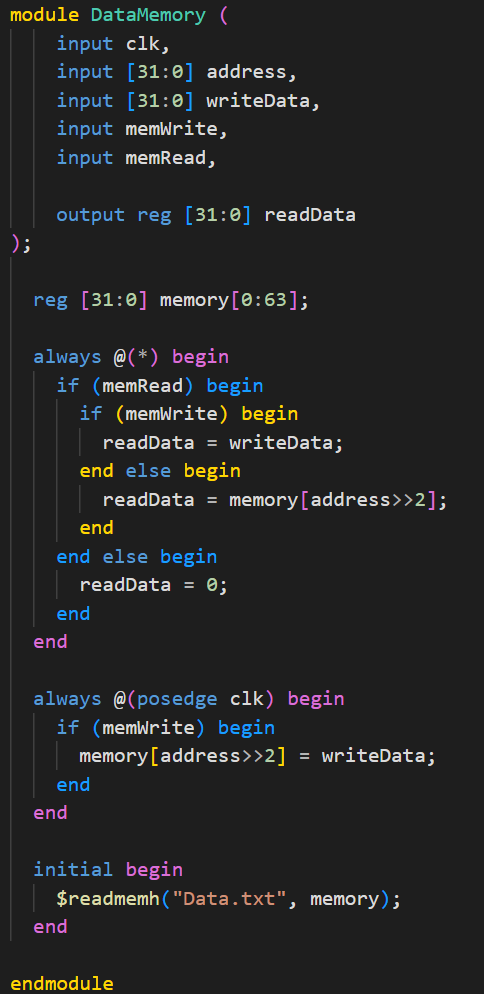 module DataMemory (
    input clk,
    input [31:0] address,
    input [31:0] writeData,
    input memWrite,
    input memRead,

    output reg [31:0] readData
);

  reg [31:0] memory[0:63];

  always @(*) begin
    if (memRead) begin
      if (memWrite) begin
        readData = writeData;
      end else begin
        readData = memory[address>>2];
      end
    end else begin
      readData = 0;
    end
  end

  always @(posedge clk) begin
    if (memWrite) begin
      memory[address>>2] = writeData;
    end
  end

  initial begin
    $readmemh("Data.txt", memory);
  end

endmodule